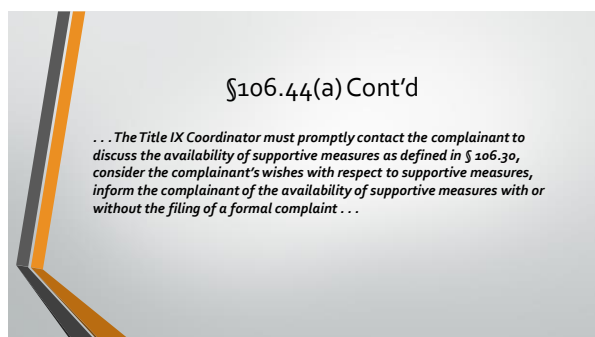 §106.44(a) Cont’d
. . . The Title IX Coordinator must promptly contact the complainant to
discuss the availability of supportive measures as defined in § 106.30,
consider the complainant’s wishes with respect to supportive measures,
inform the complainant of the availability of supportive measures with or
without the filing of a formal complaint . . .